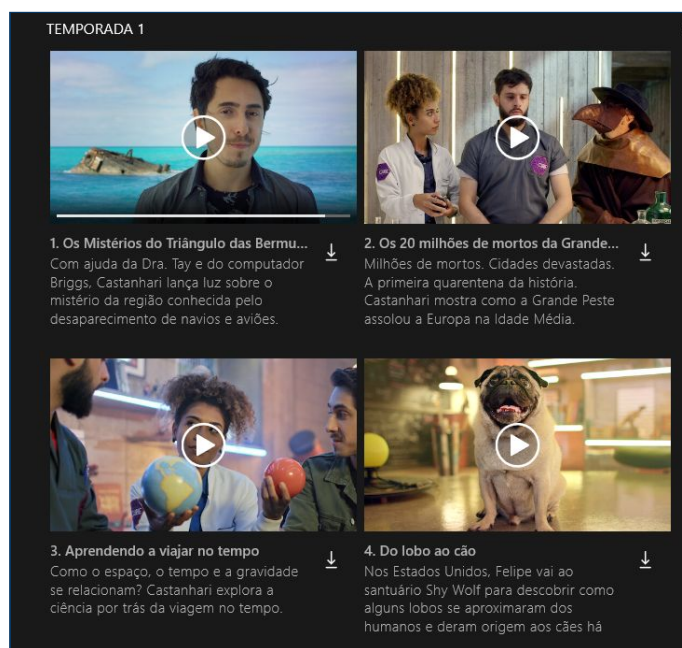 TEMPORADA 1
1. Os Mistérios do Triângulo das Bermu...
Com ajuda da Dra. Tay e do computador
Briggs, Castanhari lança luz sobre o
mistério da região conhecida pelo
desaparecimento de navios e aviões.
2. Os 20 milhões de mortos da Grande...
Milhões de mortos. Cidades devastadas.
A primeira quarentena da história.
Castanhari mostra como a Grande Peste
assolou a Europa na Idade Média.
3. Aprendendo a viajar no tempo
Como o espaço, o tempo e a gravidade
se relacionam? Castanhari explora a
ciência por trás da viagem no tempo.
4. Do lobo ao cão
Nos Estados Unidos, Felipe vai ao
santuário Shy Wolf para descobrir como
alguns lobos se aproximaram dos
humanos e deram origem aos cães há